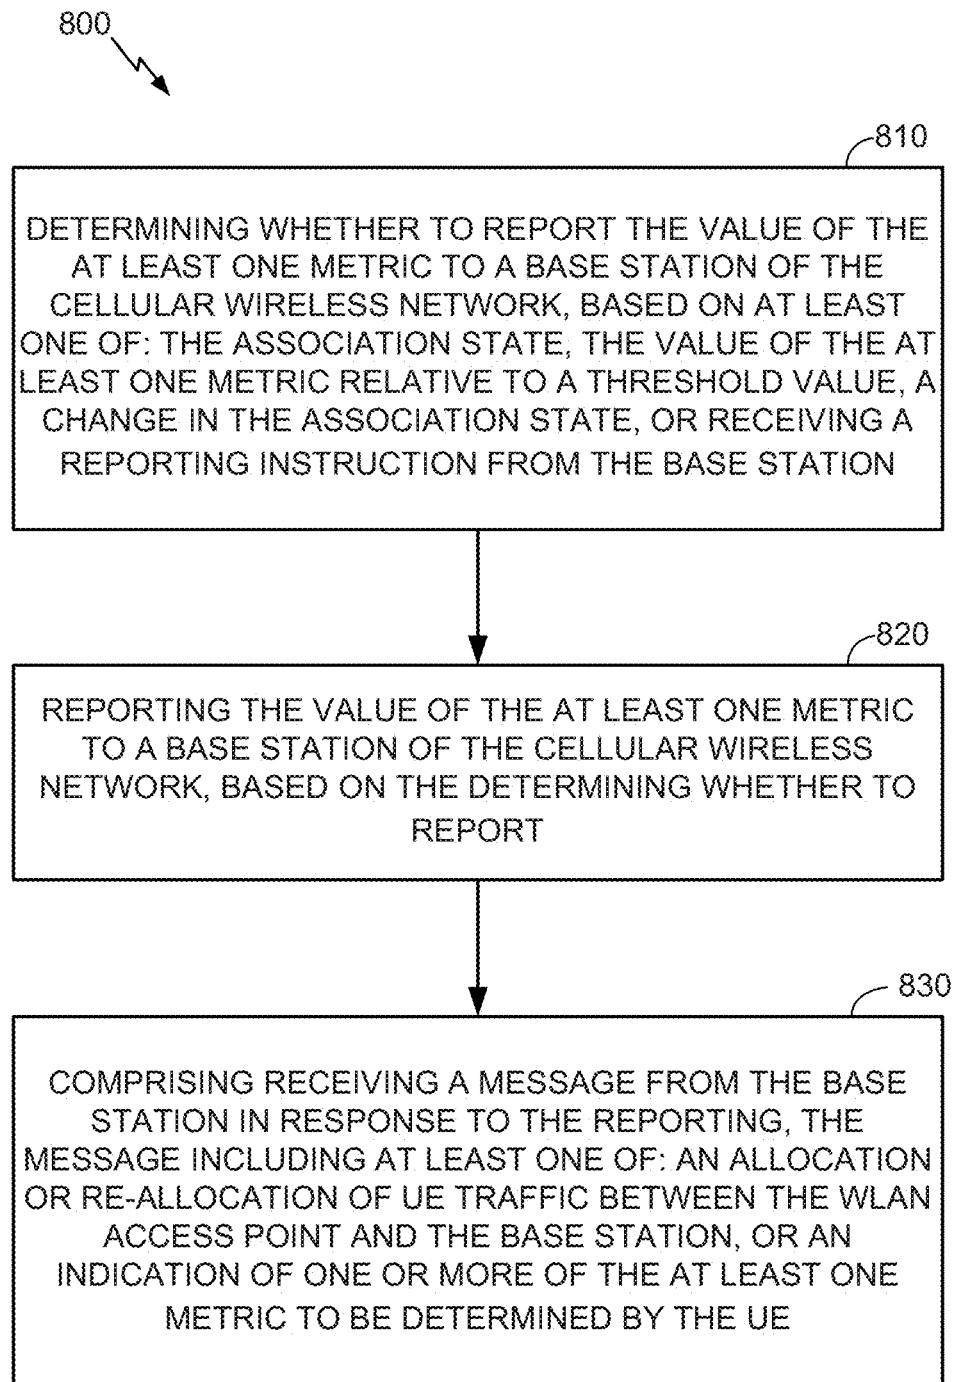 800
810
DETERMINING WHETHER TO REPORT THE VALUE OF THE
AT LEAST ONE METRIC TO A BASE STATION OF THE
CELLULAR WIRELESS NETWORK, BASED ON AT LEAST
ONE OF: THE ASSOCIATION STATE, THE VALUE OF THE AT
LEAST ONE METRIC RELATIVE TO A THRESHOLD VALUE, A
CHANGE IN THE ASSOCIATION STATE, OR RECEIVING A
REPORTING INSTRUCTION FROM THE BASE STATION
820
REPORTING THE VALUE OF THE AT LEAST ONE METRIC
TO A BASE STATION OF THE CELLULAR WIRELESS
NETWORK, BASED ON THE DETERMINING WHETHER TO
REPORT
830
COMPRISING RECEIVING A MESSAGE FROM THE BASE
STATION IN RESPONSE TO THE REPORTING, THE
MESSAGE INCLUDING AT LEAST ONE OF: AN ALLOCATION
OR RE-ALLOCATION OF UE TRAFFIC BETWEEN THE WLAN
ACCESS POINT AND THE BASE STATION, OR AN
INDICATION OF ONE OR MORE OF THE AT LEAST ONE
METRIC TO BE DETERMINED BY THE UE